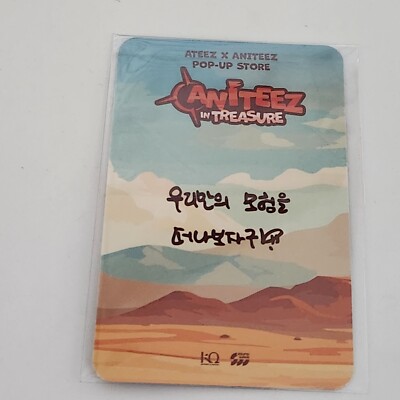 ATEEZ X ANITEEZ
POP-UP STORE
ANITEEZ
IN TREASURE
우리만의 모험을
떠나보자구
KQ